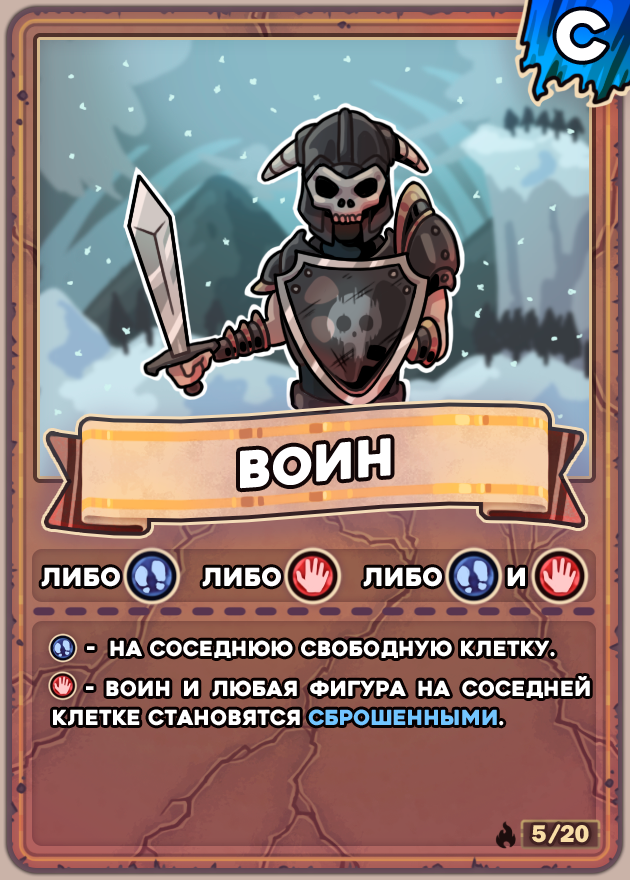 C
ВОИН
ЛИБО ЛИБО ЛИБО И
- НА СОСЕДНЮЮ СВОБОДНУЮ КЛЕТКУ.
- ВОИН И ЛЮБАЯ ФИГУРА НА СОСЕДНЕЙ
КЛЕТКЕ СТАНОВЯТСЯ СБРОШЕННЫМИ.
5/20